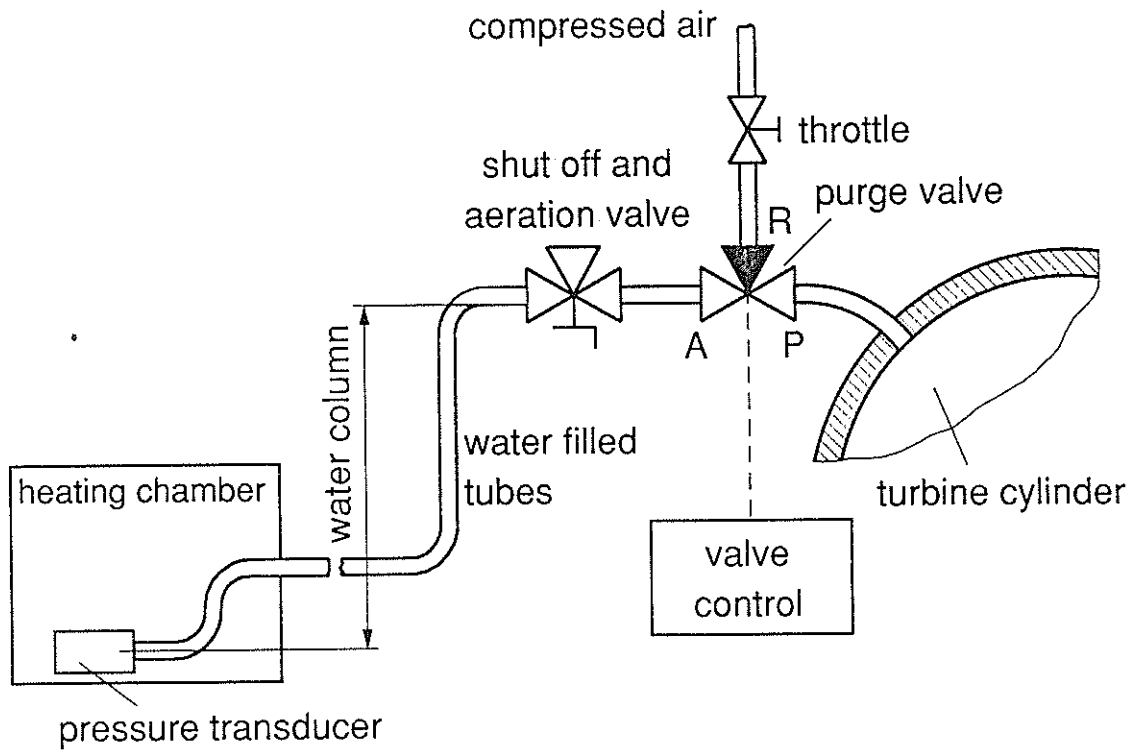 compressed air
throttle
shut off and
aeration valve
purge valve
R
A
P
water column
water filled
tubes
heating chamber
turbine cylinder
valve
control
pressure transducer